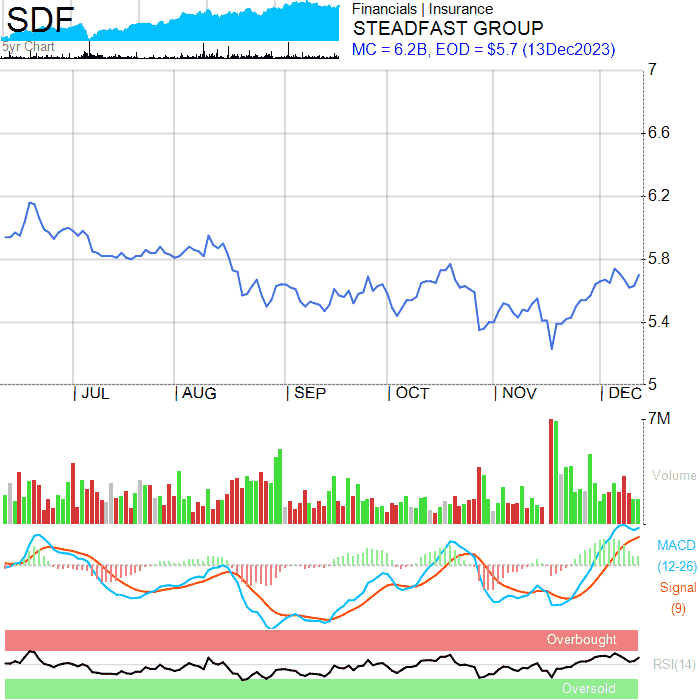 SDF
5yr Chart
Financials | Insurance
STEADFAST GROUP
MC = 6.2B, EOD = $5.7 (13Dec2023)
7
6.6
6.2
5.8
5.4
5
| JUL | AUG | SEP | OCT | NOV | DEC
7M
Volume
MACD
(12-26)
Signal
(9)
Overbought
RSI(14)
Oversold